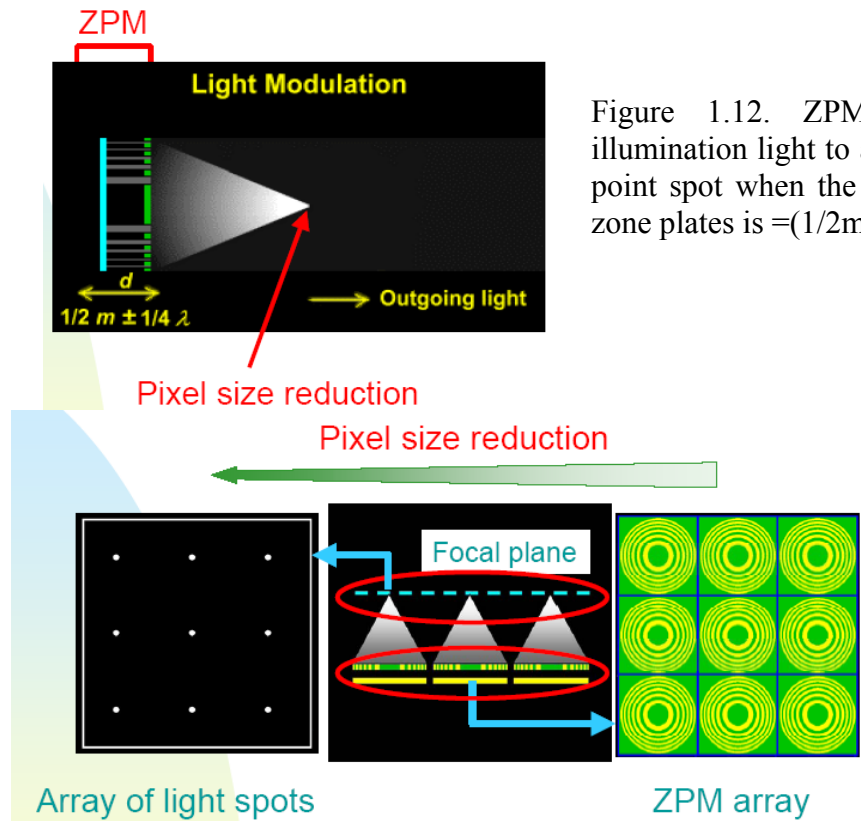 ZPM
Light Modulation
Figure 1.12. ZPM
illumination light to
point spot when the
zone plates is =(1/2m
d
1/2 m ± 1/4 λ
Outgoing light
Pixel size reduction
Pixel size reduction
Focal plane
Array of light spots
ZPM array